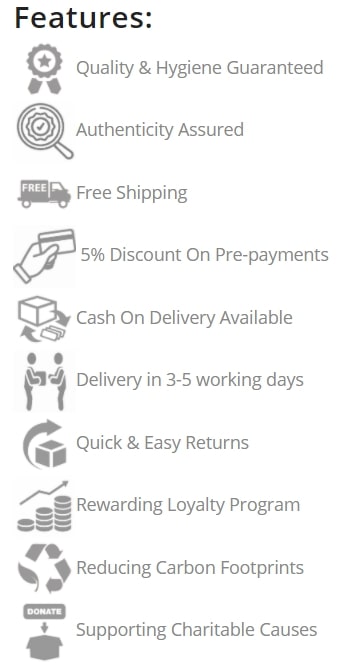 Features:
Quality & Hygiene Guaranteed
Authenticity Assured
FREE
Free Shipping
5% Discount On Pre-payments
Cash On Delivery Available
Delivery in 3-5 working days
Quick & Easy Returns
Rewarding Loyalty Program
Reducing Carbon Footprints
DONATE
Supporting Charitable Causes